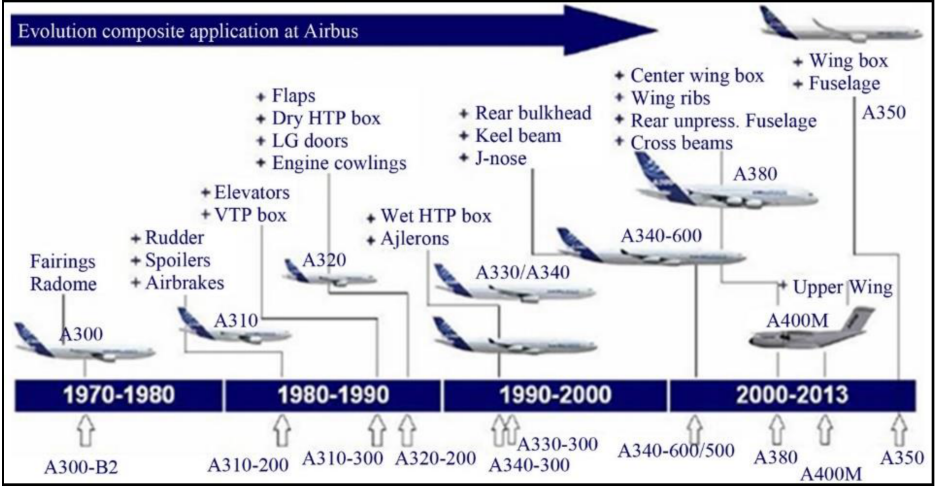 Evolution composite application at Airbus
Fairings
Radome
A300
+ Rudder
+ Spoilers
+ Airbrakes
A310
+ Elevators
+ VTP box
+ Flaps
+ Dry HTP box
+ LG doors
+ Engine cowlings
A320
+ Wet HTP box
+ Ajlerons
A330/A340
+ Rear bulkhead
+ Keel beam
+ J-nose
A340-600
+ Center wing box
+ Wing ribs
+ Rear unpress. Fuselage
+ Cross beams
A380
+ Upper Wing
A400M
+ Wing box
+ Fuselage
A350
1970-1980
1980-1990
1990-2000
2000-2013
A300-B2
A310-200
A310-300
A320-200
A330-300
A340-300
A340-600/500
A380
A400M
A350